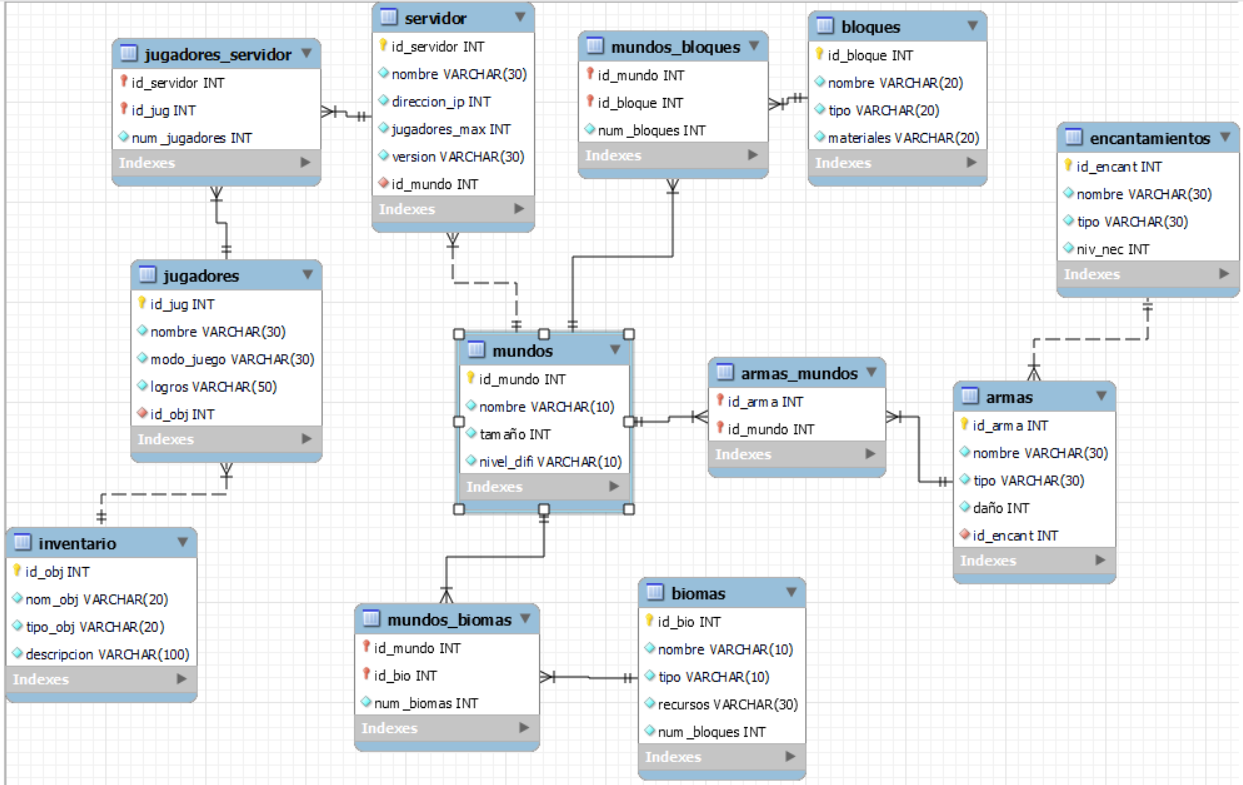 jugadores_servidor
id_servidor INT
id_jug INT
num_jugadores INT
Indexes
servidor
id_servidor INT
nombre VARCHAR(30)
direccion_ip INT
jugadores_max INT
version VARCHAR(30)
id_mundo INT
Indexes
mundos_bloques
id_mundo INT
id_bloque INT
num_bloques INT
Indexes
bloques
id_bloque INT
nombre VARCHAR(20)
tipo VARCHAR(20)
materiales VARCHAR(20)
Indexes
encantamientos
id_encant INT
nombre VARCHAR(30)
tipo VARCHAR(30)
niv_nec INT
Indexes
jugadores
id_jug INT
nombre VARCHAR(30)
modo_juego VARCHAR(30)
logros VARCHAR(50)
id_obj INT
Indexes
mundos
id_mundo INT
nombre VARCHAR(10)
tamaño INT
nivel_difi VARCHAR(10)
Indexes
armas_mundos
id_arma INT
id_mundo INT
Indexes
armas
id_arma INT
nombre VARCHAR(30)
tipo VARCHAR(30)
daño INT
id_encant INT
Indexes
inventario
id_obj INT
nom_obj VARCHAR(20)
tipo_obj VARCHAR(20)
descripcion VARCHAR(100)
Indexes
mundos_biomas
id_mundo INT
id_bio INT
num_biomas INT
Indexes
biomas
id_bio INT
nombre VARCHAR(10)
tipo VARCHAR(10)
recursos VARCHAR(30)
num_bloques INT
Indexes